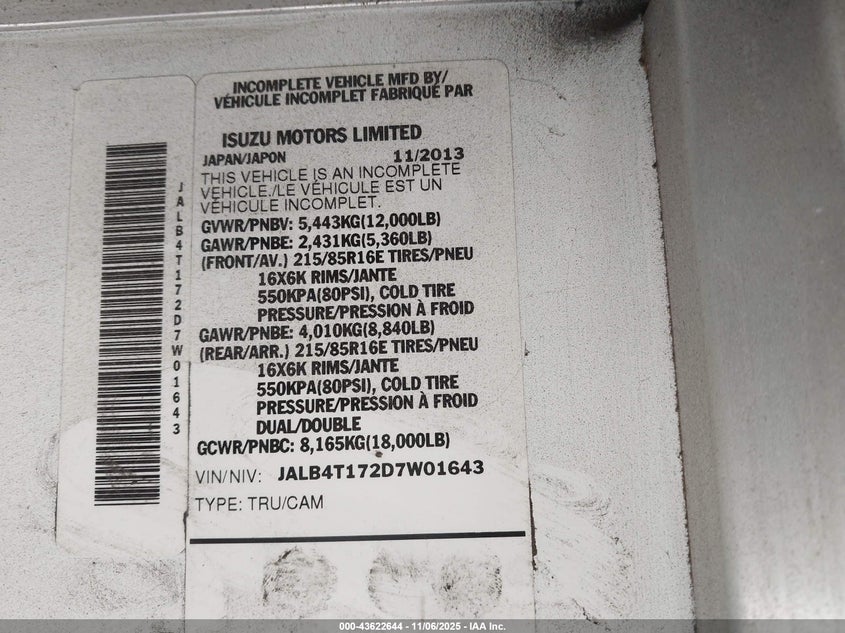 INCOMPLETE VEHICLE MFD BY/
VÉHICULE INCOMPLET FABRIQUÉ PAR
ISUZU MOTORS LIMITED
JAPAN/JAPON 11/2013
THIS VEHICLE IS AN INCOMPLETE
VEHICLE./LE VÉHICULE EST UN
VÉHICULE INCOMPLET.
GVWR/PNBV: 5,443KG(12,000LB)
GAWR/PNBE: 2,431KG(5,360LB)
(FRONT/AV.) 215/85R16E TIRES/PNEU
16X6K RIMS/JANTE
550KPA(80PSI), COLD TIRE
PRESSURE/PRESSION À FROID
GAWR/PNBE: 4,010KG(8,840LB)
(REAR/ARR.) 215/85R16E TIRES/PNEU
16X6K RIMS/JANTE
550KPA(80PSI), COLD TIRE
PRESSURE/PRESSION À FROID
DUAL/DOUBLE
GCWR/PNBC: 8,165KG(18,000LB)
VIN/NIV: JALB4T172D7W01643
TYPE: TRU/CAM
JALB4T172D7W01643
000-43622644 - 11/06/2025 - IAA Inc.